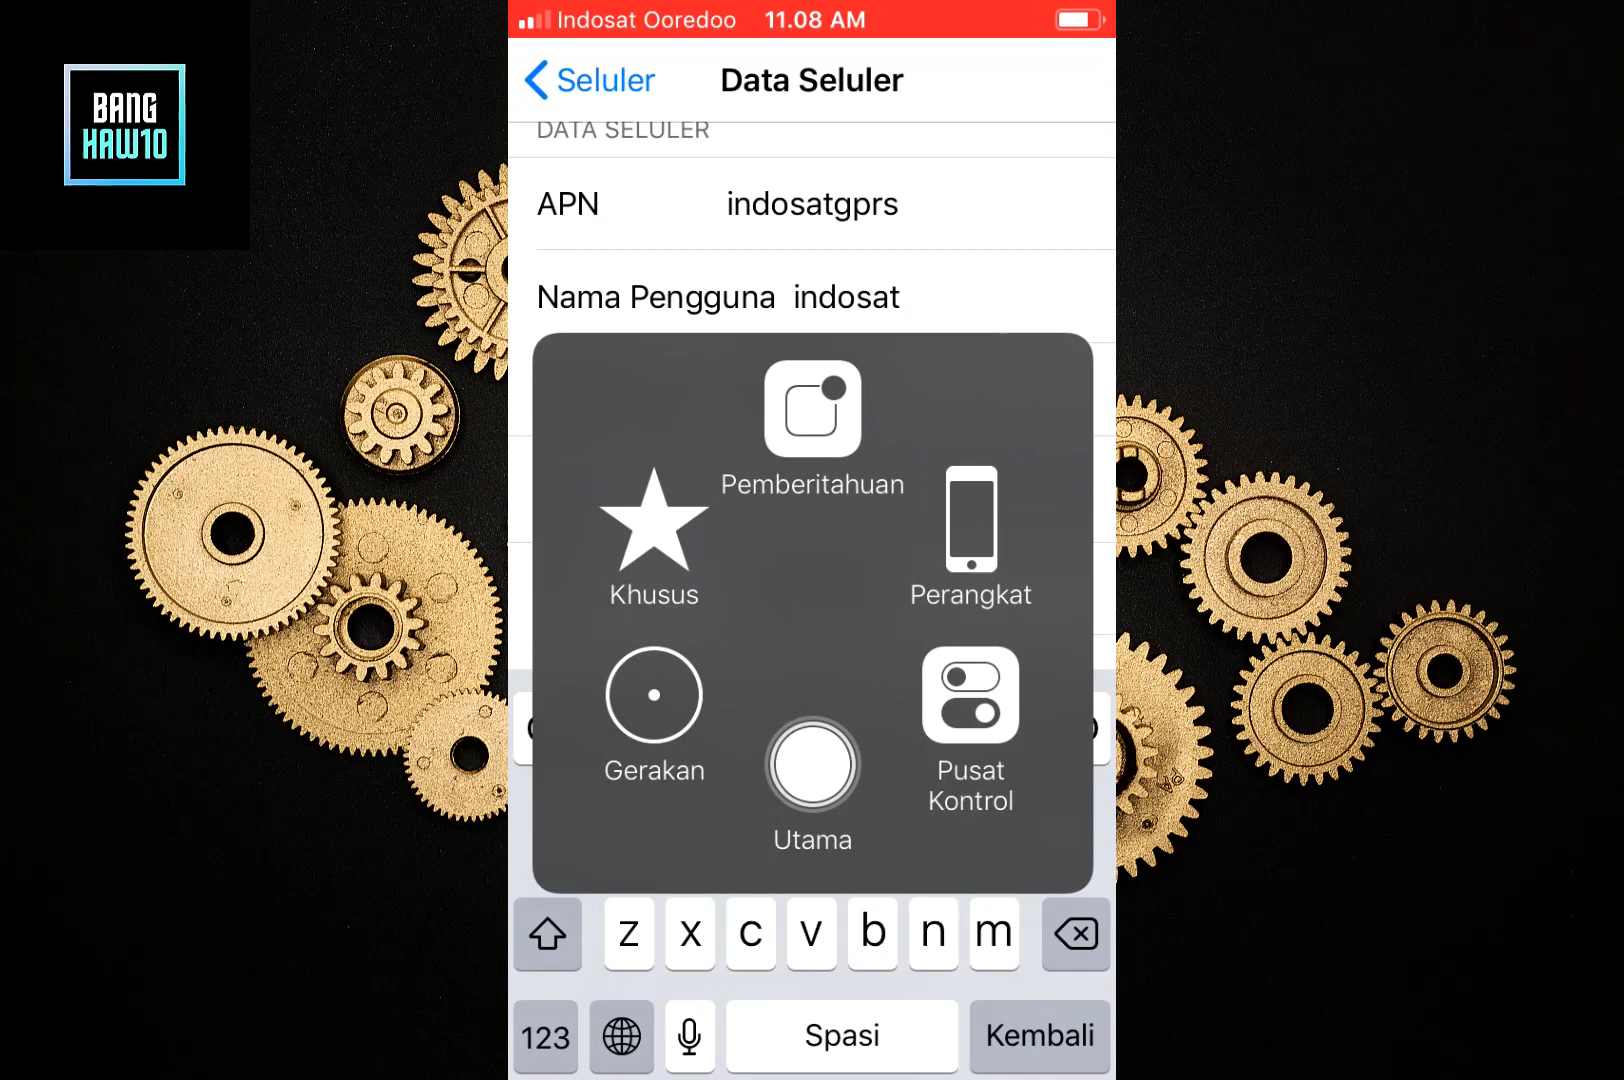 BANG
HAW10
Indosat Ooredoo
11.08 AM
Seluler
Data Seluler
DATA SELULER
APN
indosatgprs
Nama Pengguna
indosat
Pemberitahuan
Khusus
Perangkat
Gerakan
Pusat
Kontrol
Utama
z x c v b n m
123
Spasi
Kembali